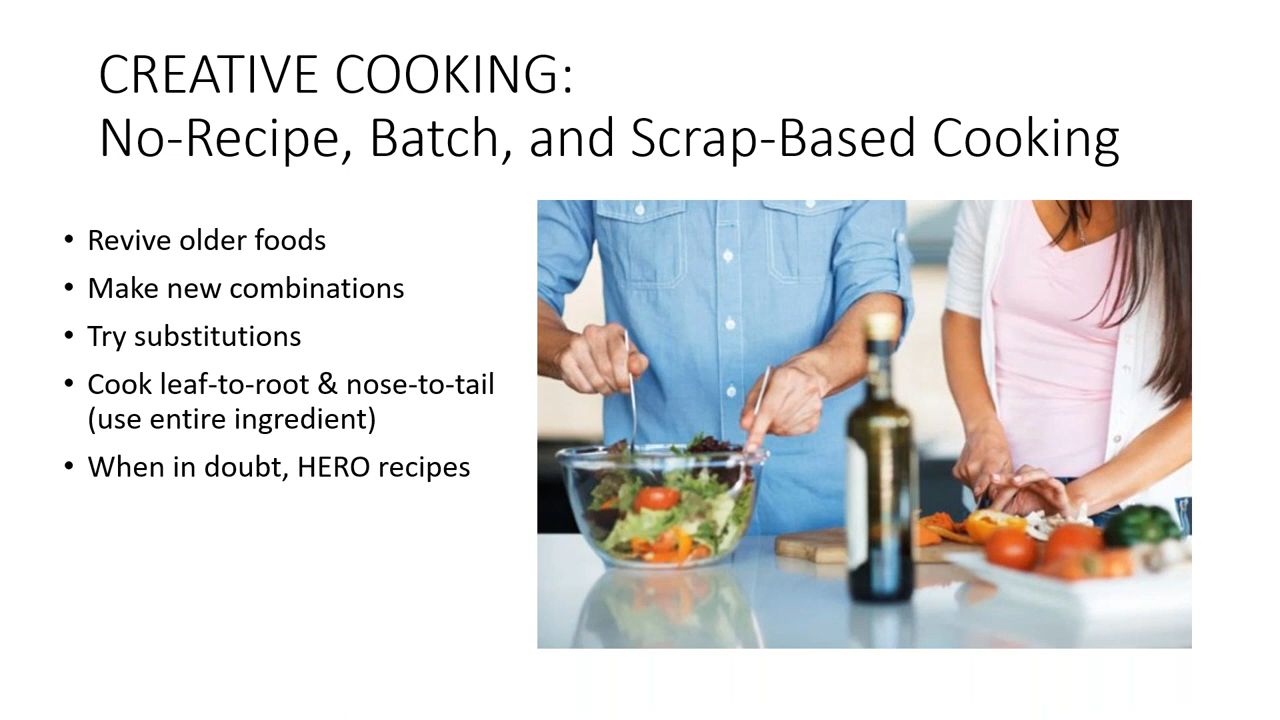 CREATIVE COOKING:
No-Recipe, Batch, and Scrap-Based Cooking
• Revive older foods
• Make new combinations
• Try substitutions
• Cook leaf-to-root & nose-to-tail
(use entire ingredient)
• When in doubt, HERO recipes